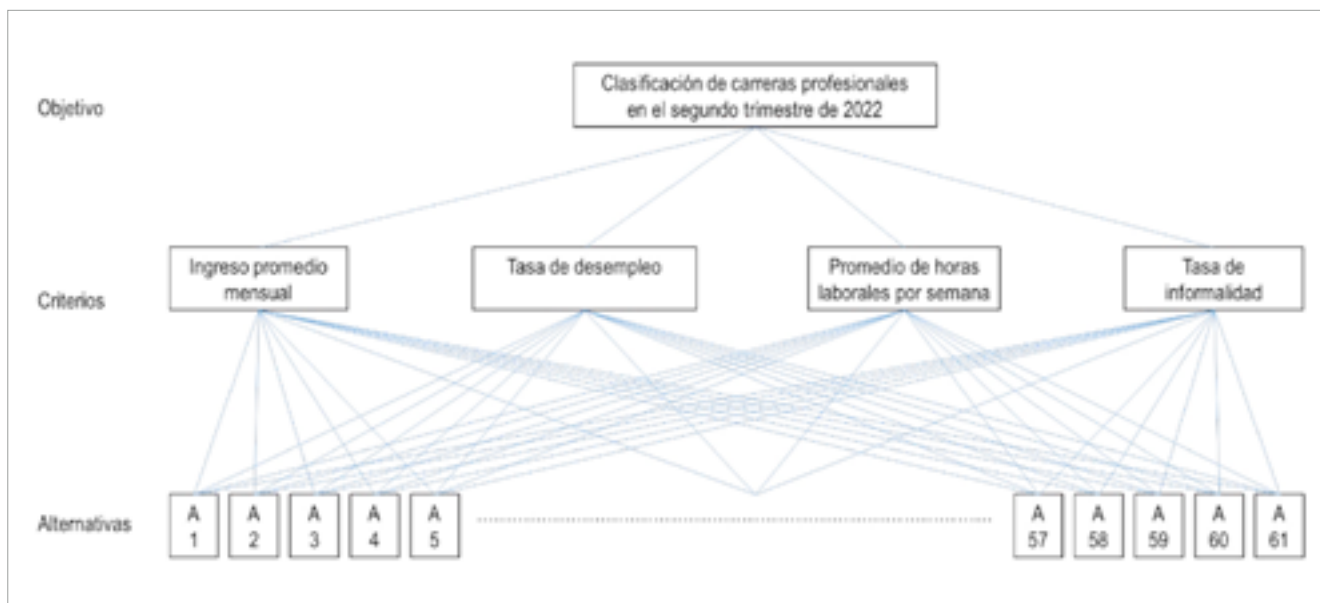 Clasificación de carreras profesionales
en el segundo trimestre de 2022
Objetivo
Ingreso promedio
mensual
Tasa de desempleo
Promedio de horas
laborales por semana
Tasa de
informalidad
Criterios
Alternativas
A
1
A
2
A
3
A
4
A
5
A
57
A
58
A
59
A
60
A
61